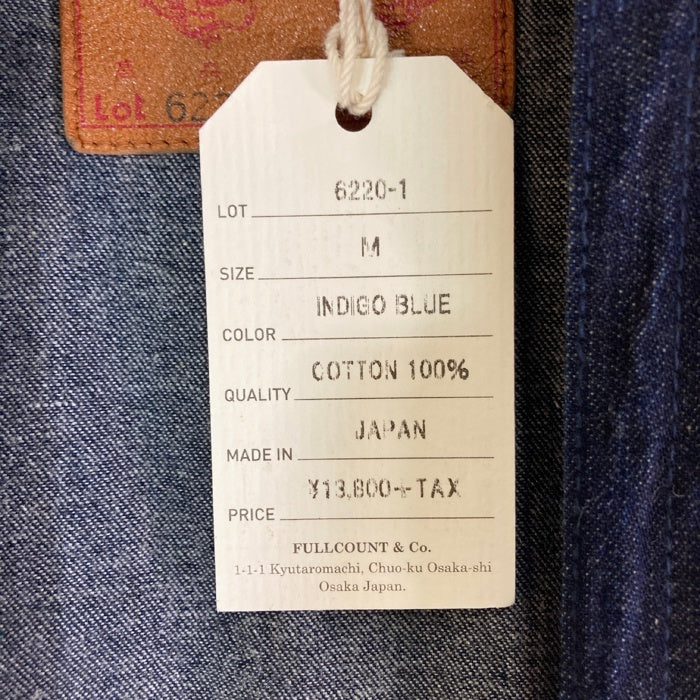 Lot 622
6220-1
LOT
M
SIZE
INDIGO BLUE
COLOR
COTTON 100%
QUALITY
JAPAN
MADE IN
¥13,800+TAX
PRICE
FULLCOUNT & Co.
1-1-1 Kyutaromachi, Chuo-ku Osaka-shi
Osaka Japan.